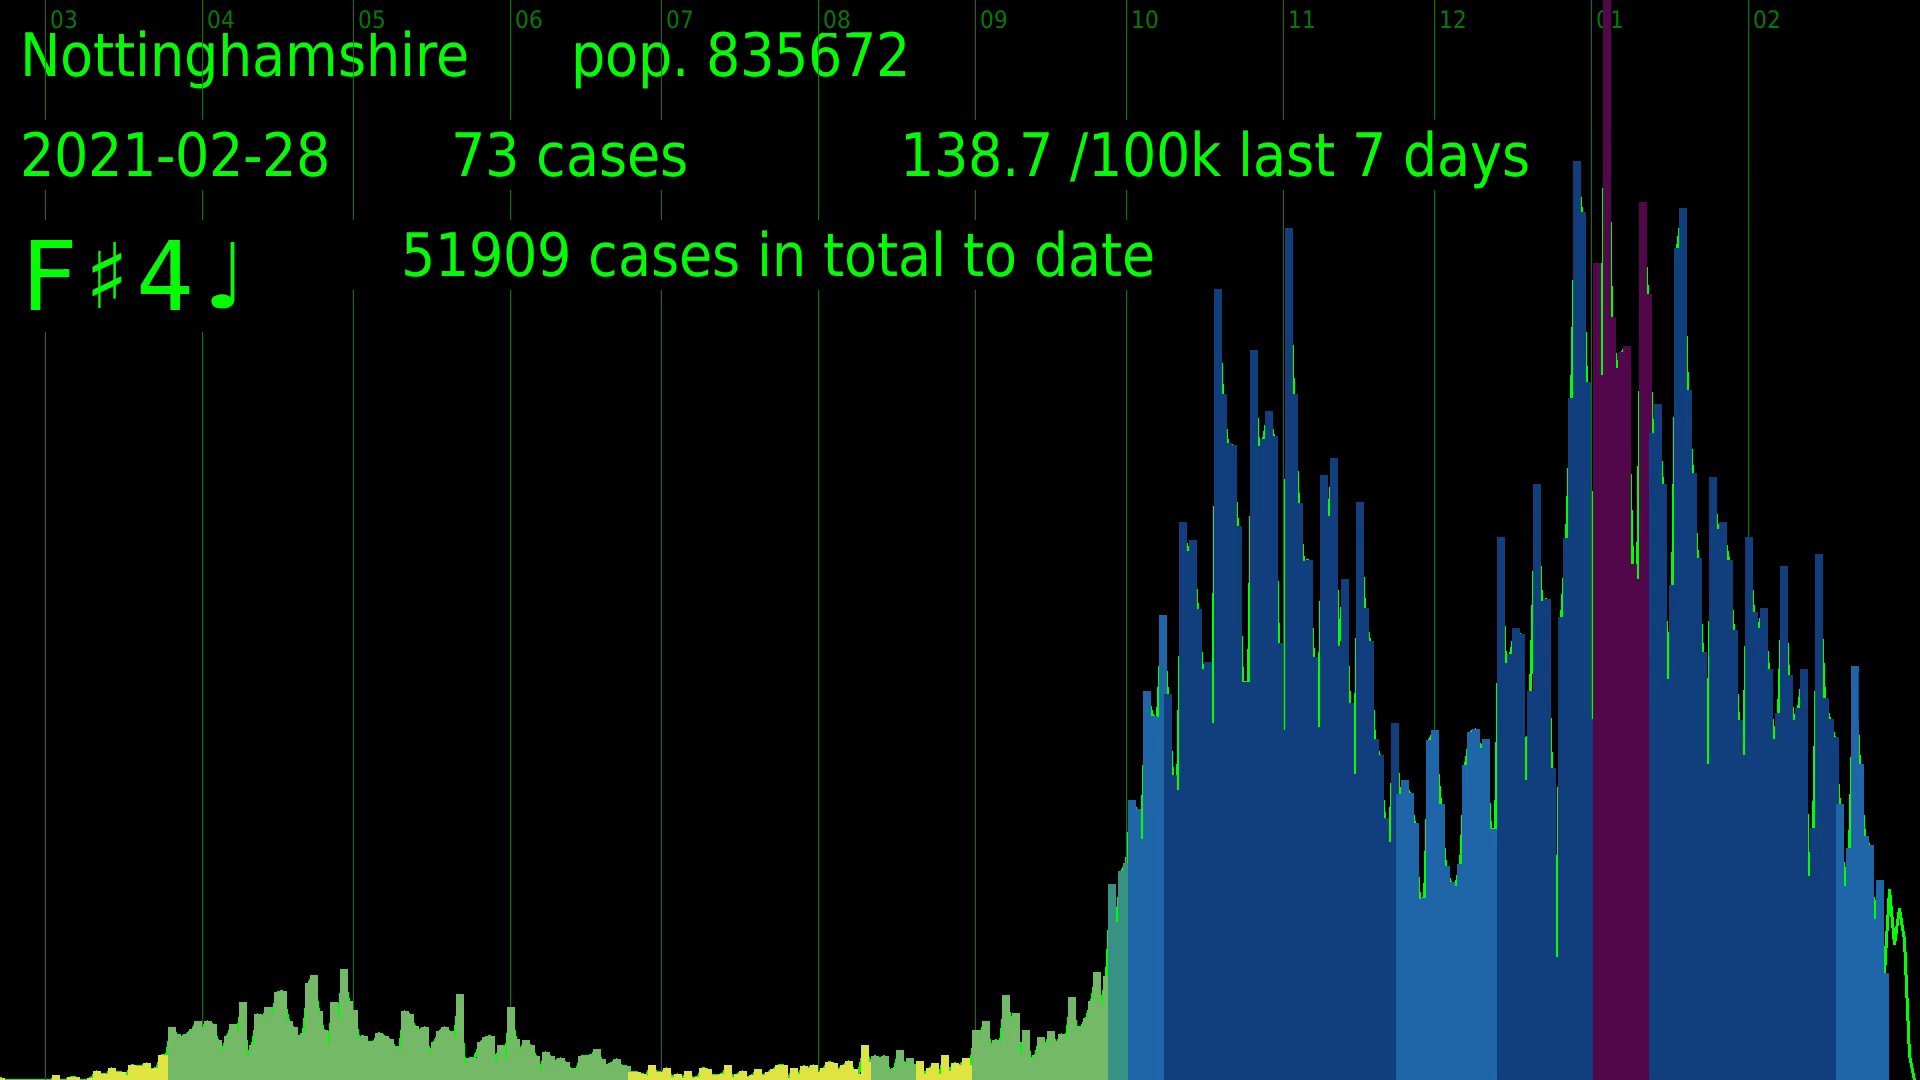 03 04 05 06 07 08 09 10 11 12 01 02
Nottinghamshire pop. 835672
2021-02-28 73 cases 138.7 /100k last 7 days
F♯4♩ 51909 cases in total to date